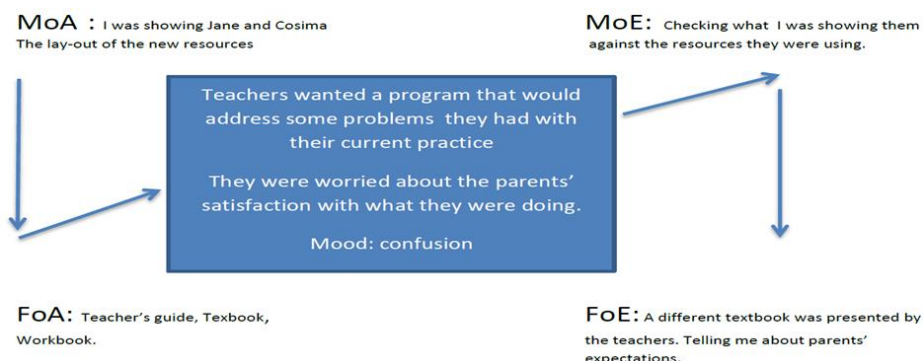 MoA : I was showing Jane and Cosima
The lay-out of the new resources
MoE: Checking what I was showing them
against the resources they were using.
Teachers wanted a program that would
address some problems they had with
their current practice
They were worried about the parents'
satisfaction with what they were doing.
Mood: confusion
FoA: Teacher's guide, Texbook,
Workbook.
FoE: A different textbook was presented by
the teachers. Telling me about parents'
expectations.